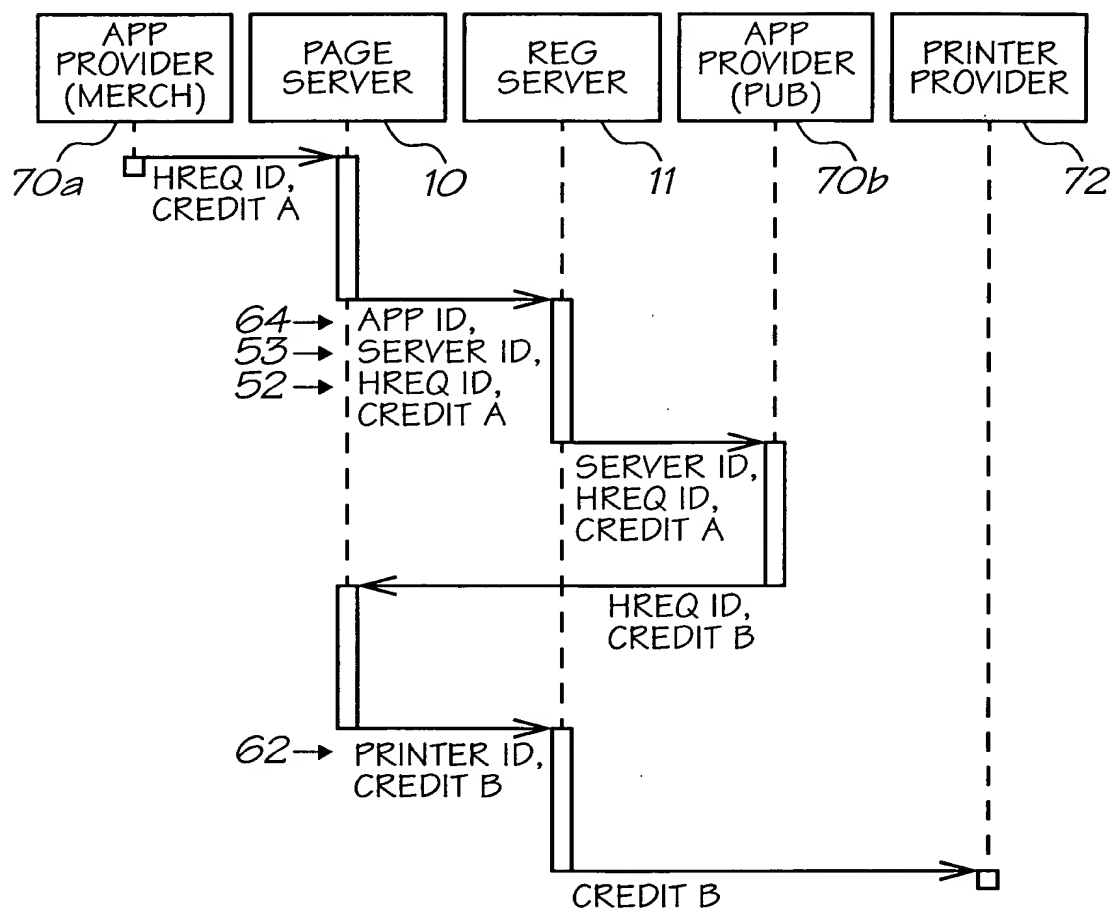 APP
PROVIDER
(MERCH)
PAGE
SERVER
REG
SERVER
APP
PROVIDER
(PUB)
PRINTER
PROVIDER
70a
10
11
70b
72
HREQ ID,
CREDIT A
64
APP ID,
53
SERVER ID,
52
HREQ ID,
CREDIT A
SERVER ID,
HREQ ID,
CREDIT A
HREQ ID,
CREDIT B
62
PRINTER ID,
CREDIT B
CREDIT B